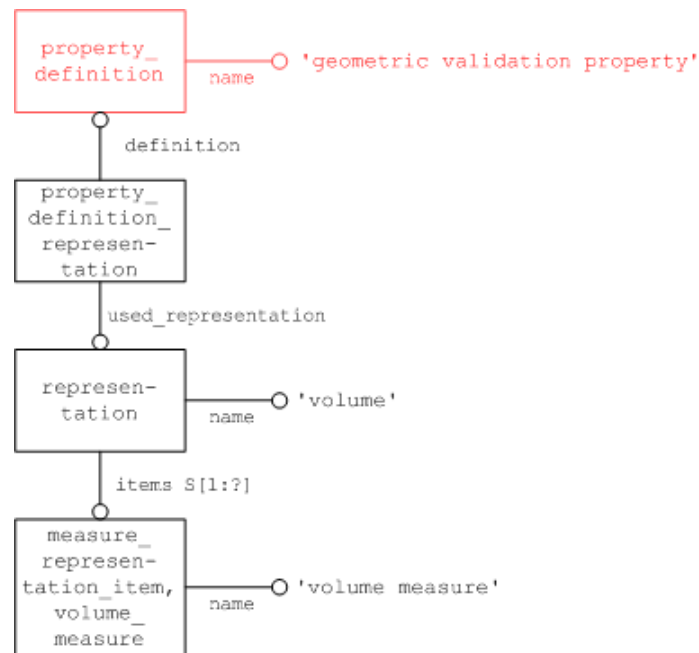 property_
definition
name
'geometric validation property'
definition
property_
definition_
represen-
tation
used_representation
represen-
tation
name
'volume'
items S[1:?]
measure_
represen-
tation_item,
volume_
measure
name
'volume measure'